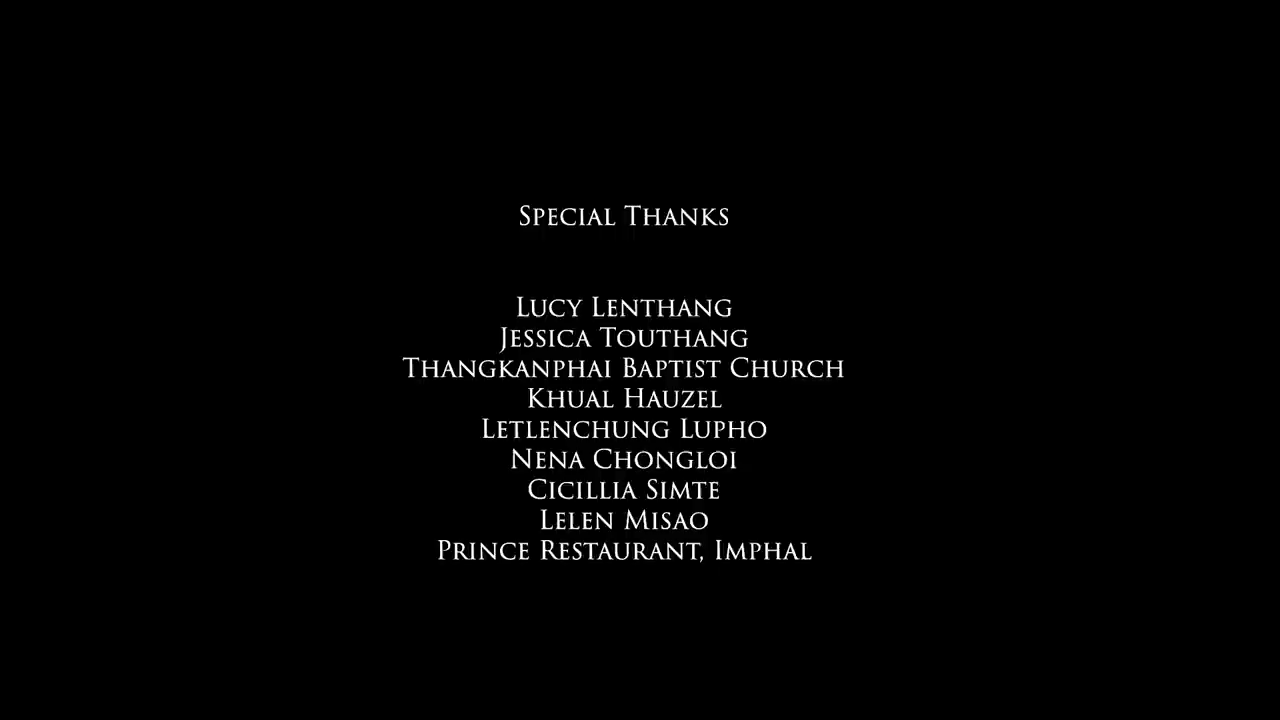 Special Thanks
Lucy Lenthang
Jessica Touthang
Thangkanphai Baptist Church
Khual Hauzel
Letlenchung Lupho
Nena Chongloi
Cicillia Simte
Lelen Misao
Prince Restaurant, Imphal